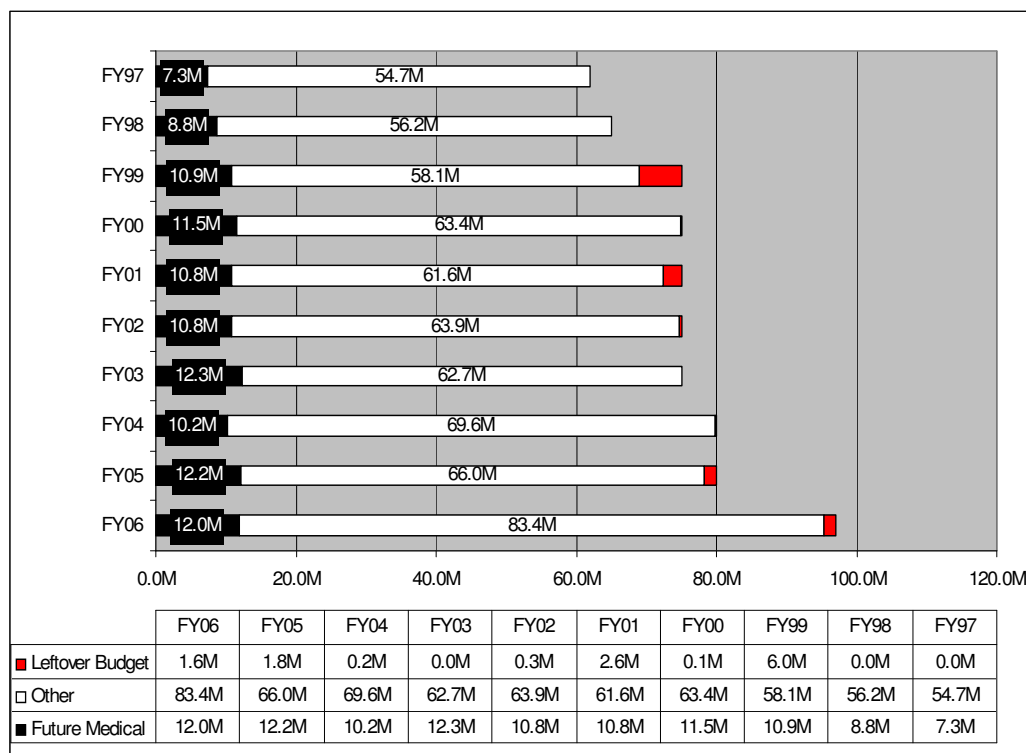 FY97 7.3M 54.7M
FY98 8.8M 56.2M
FY99 10.9M 58.1M
FY00 11.5M 63.4M
FY01 10.8M 61.6M
FY02 10.8M 63.9M
FY03 12.3M 62.7M
FY04 10.2M 69.6M
FY05 12.2M 66.0M
FY06 12.0M 83.4M
0.0M 20.0M 40.0M 60.0M 80.0M 100.0M 120.0M
FY06 FY05 FY04 FY03 FY02 FY01 FY00 FY99 FY98 FY97
Leftover Budget 1.6M 1.8M 0.2M 0.0M 0.3M 2.6M 0.1M 6.0M 0.0M 0.0M
Other 83.4M 66.0M 69.6M 62.7M 63.9M 61.6M 63.4M 58.1M 56.2M 54.7M
Future Medical 12.0M 12.2M 10.2M 12.3M 10.8M 10.8M 11.5M 10.9M 8.8M 7.3M